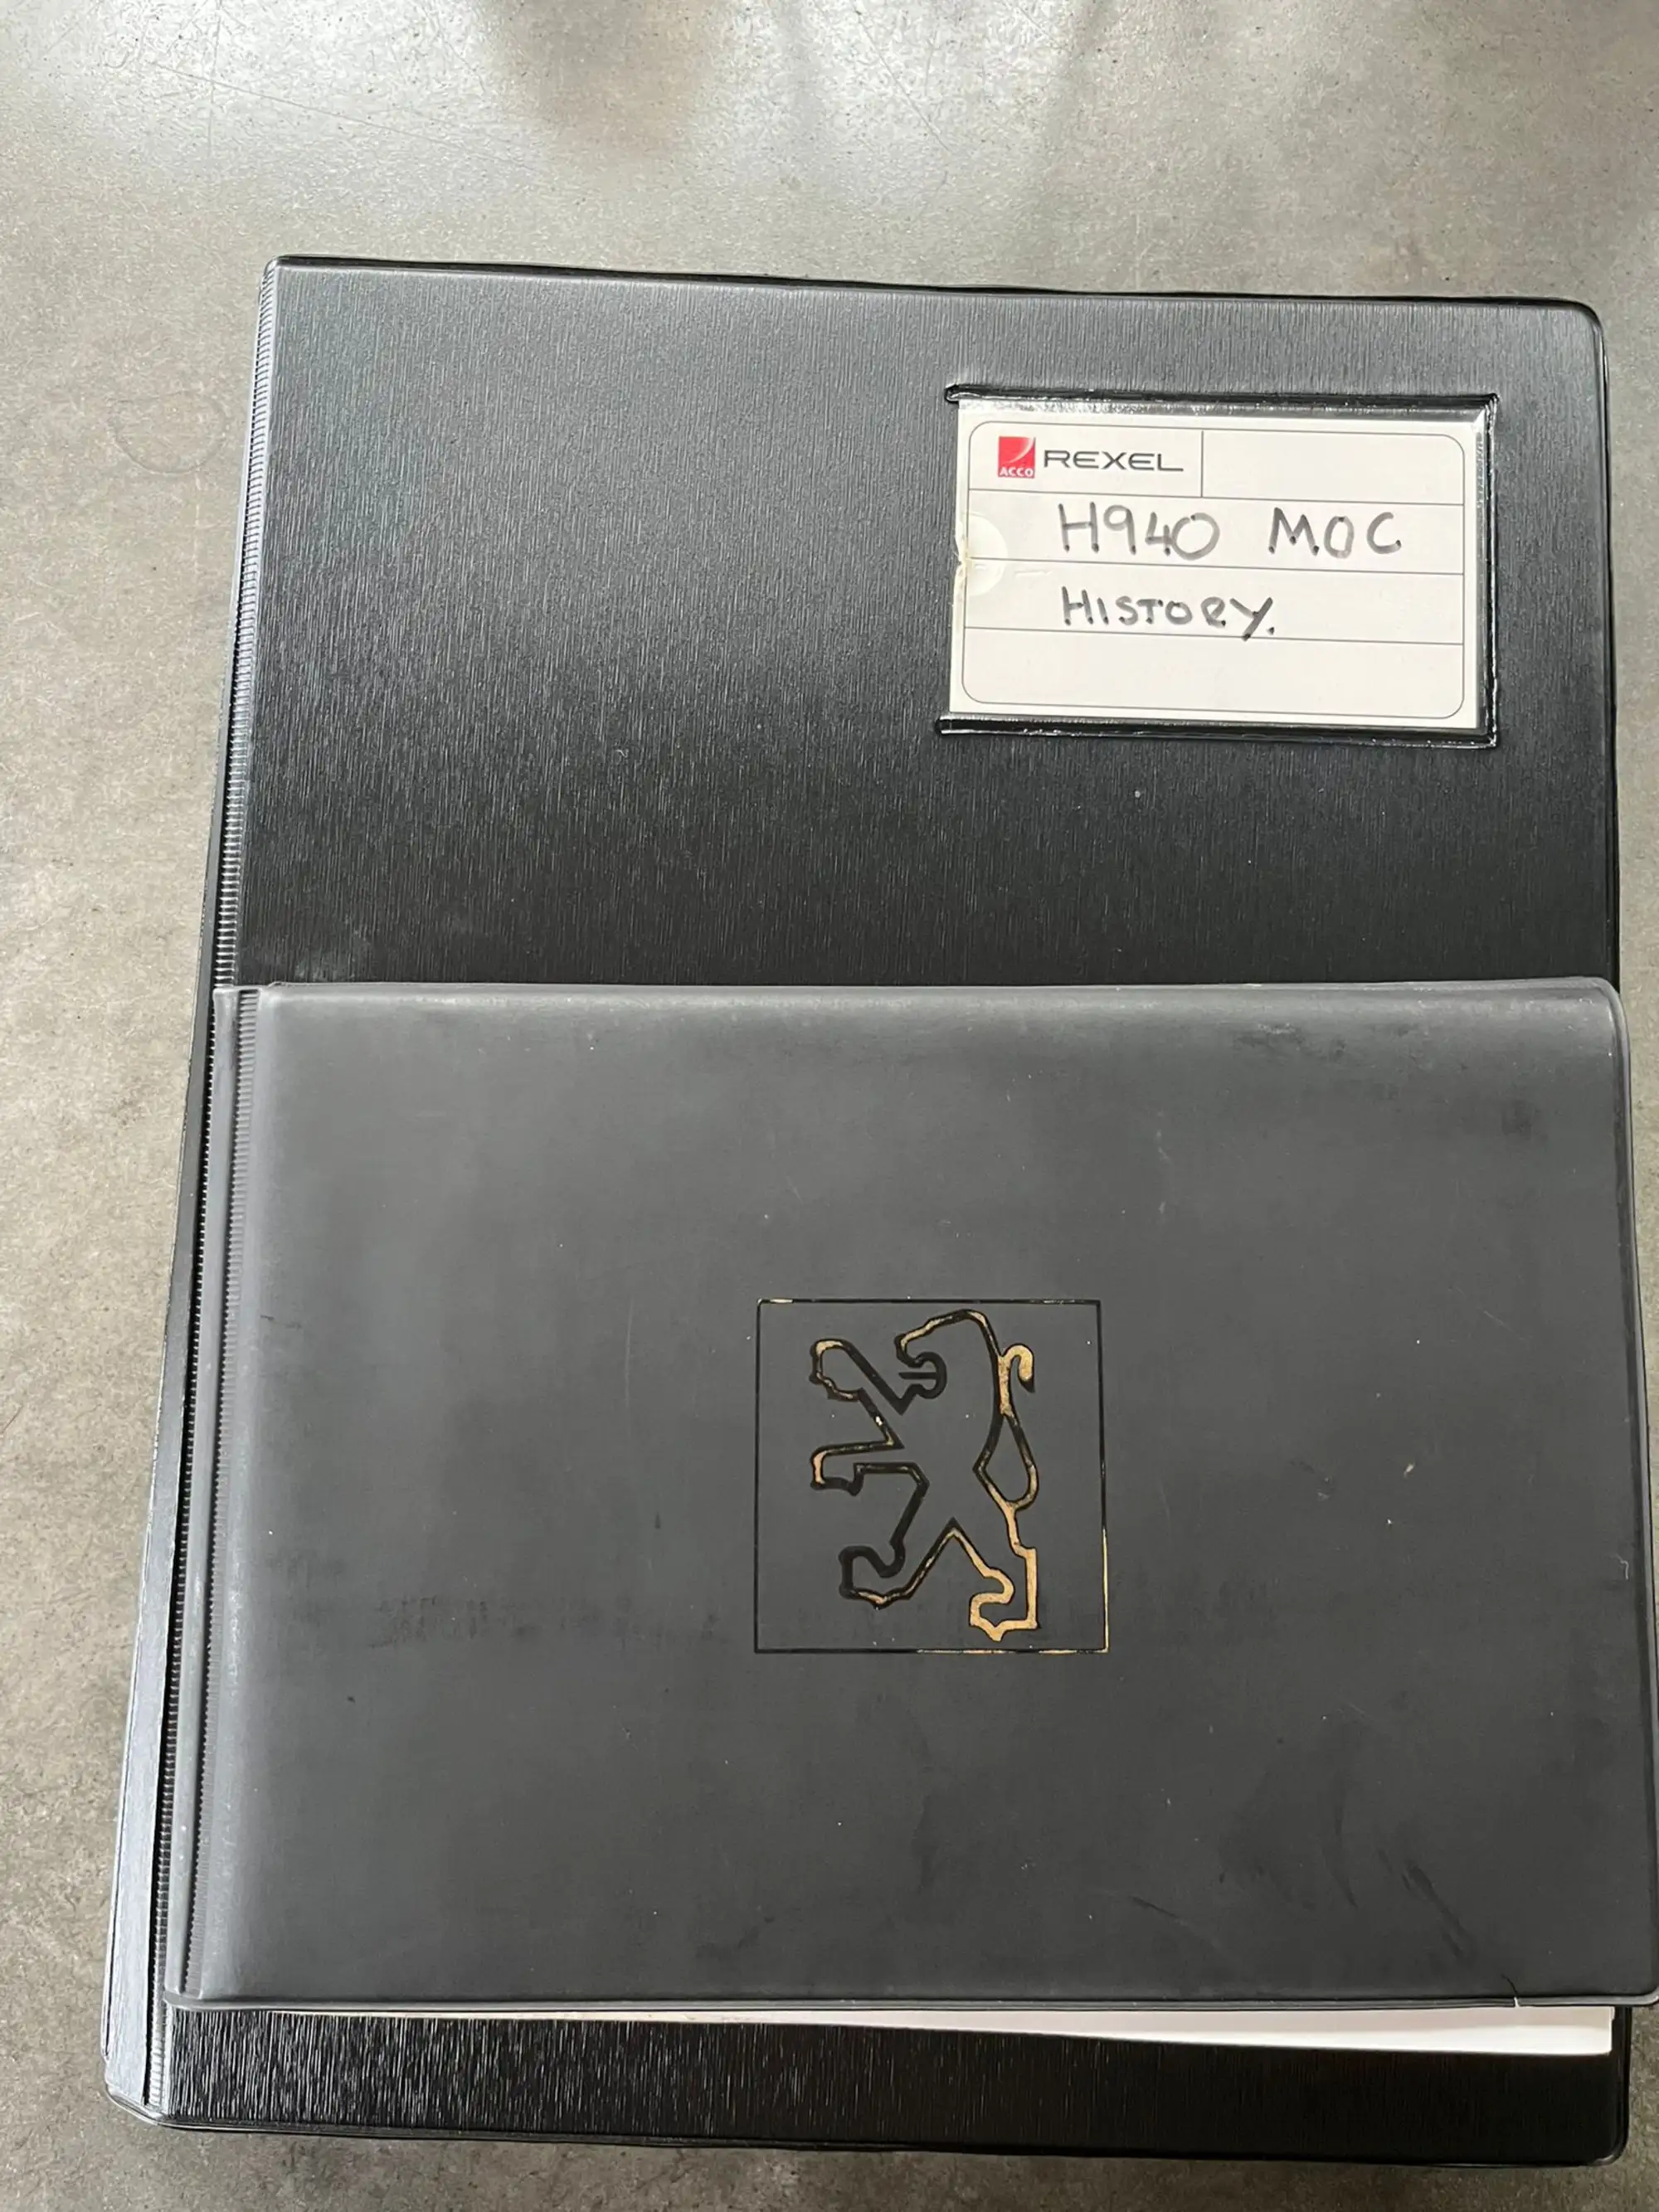 ACCO REXEL
H940 MOC
HISTORY.